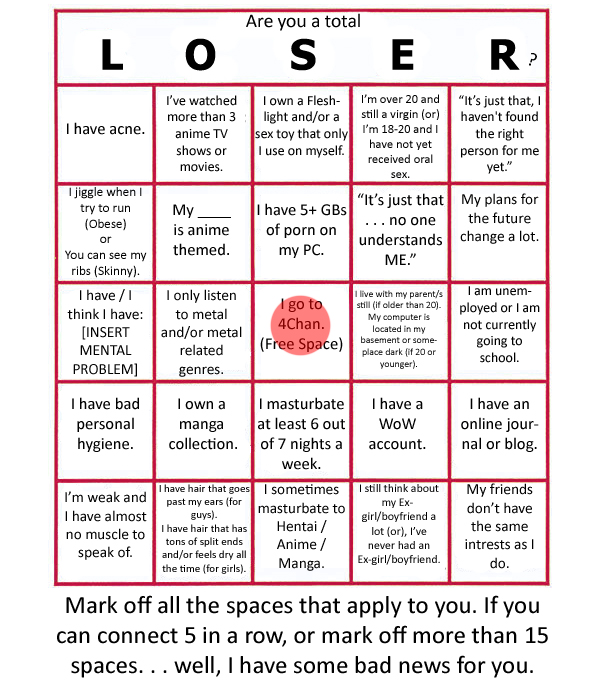 Are you a total
L O S E R ?
I have acne.
I've watched
more than 3
anime TV
shows or
movies.
I own a Flesh-
light and/or a
sex toy that only
I use on myself.
I'm over 20 and
still a virgin (or)
I'm 18-20 and I
have not yet
received oral
sex.
“It's just that, I
haven't found
the right
person for me
yet.”
I jiggle when I
try to run
(Obese)
or
You can see my
ribs (Skinny).
My ____
is anime
themed.
I have 5+ GBs
of porn on
my PC.
“It's just that
. . . no one
understands
ME.”
My plans for
the future
change a lot.
I have / I
think I have:
[INSERT
MENTAL
PROBLEM]
I only listen
to metal
and/or metal
related
genres.
I go to
4Chan.
(Free Space)
I live with my parent/s
still (if older than 20).
My computer is
located in my
basement or some-
place dark (if 20 or
younger).
I am unem-
ployed or I am
not currently
going to
school.
I have bad
personal
hygiene.
I own a
manga
collection.
I masturbate
at least 6 out
of 7 nights a
week.
I have a
WoW
account.
I have an
online jour-
nal or blog.
I'm weak and
I have almost
no muscle to
speak of.
I have hair that goes
past my ears (for
guys).
I have hair that has
tons of split ends
and/or feels dry all
the time (for girls).
I sometimes
masturbate to
Hentai /
Anime /
Manga.
I still think about
my Ex-
girl/boyfriend a
lot (or), I've
never had an
Ex-girl/boyfriend.
My friends
don't have
the same
intrests as I
do.
Mark off all the spaces that apply to you. If you
can connect 5 in a row, or mark off more than 15
spaces. . . well, I have some bad news for you.